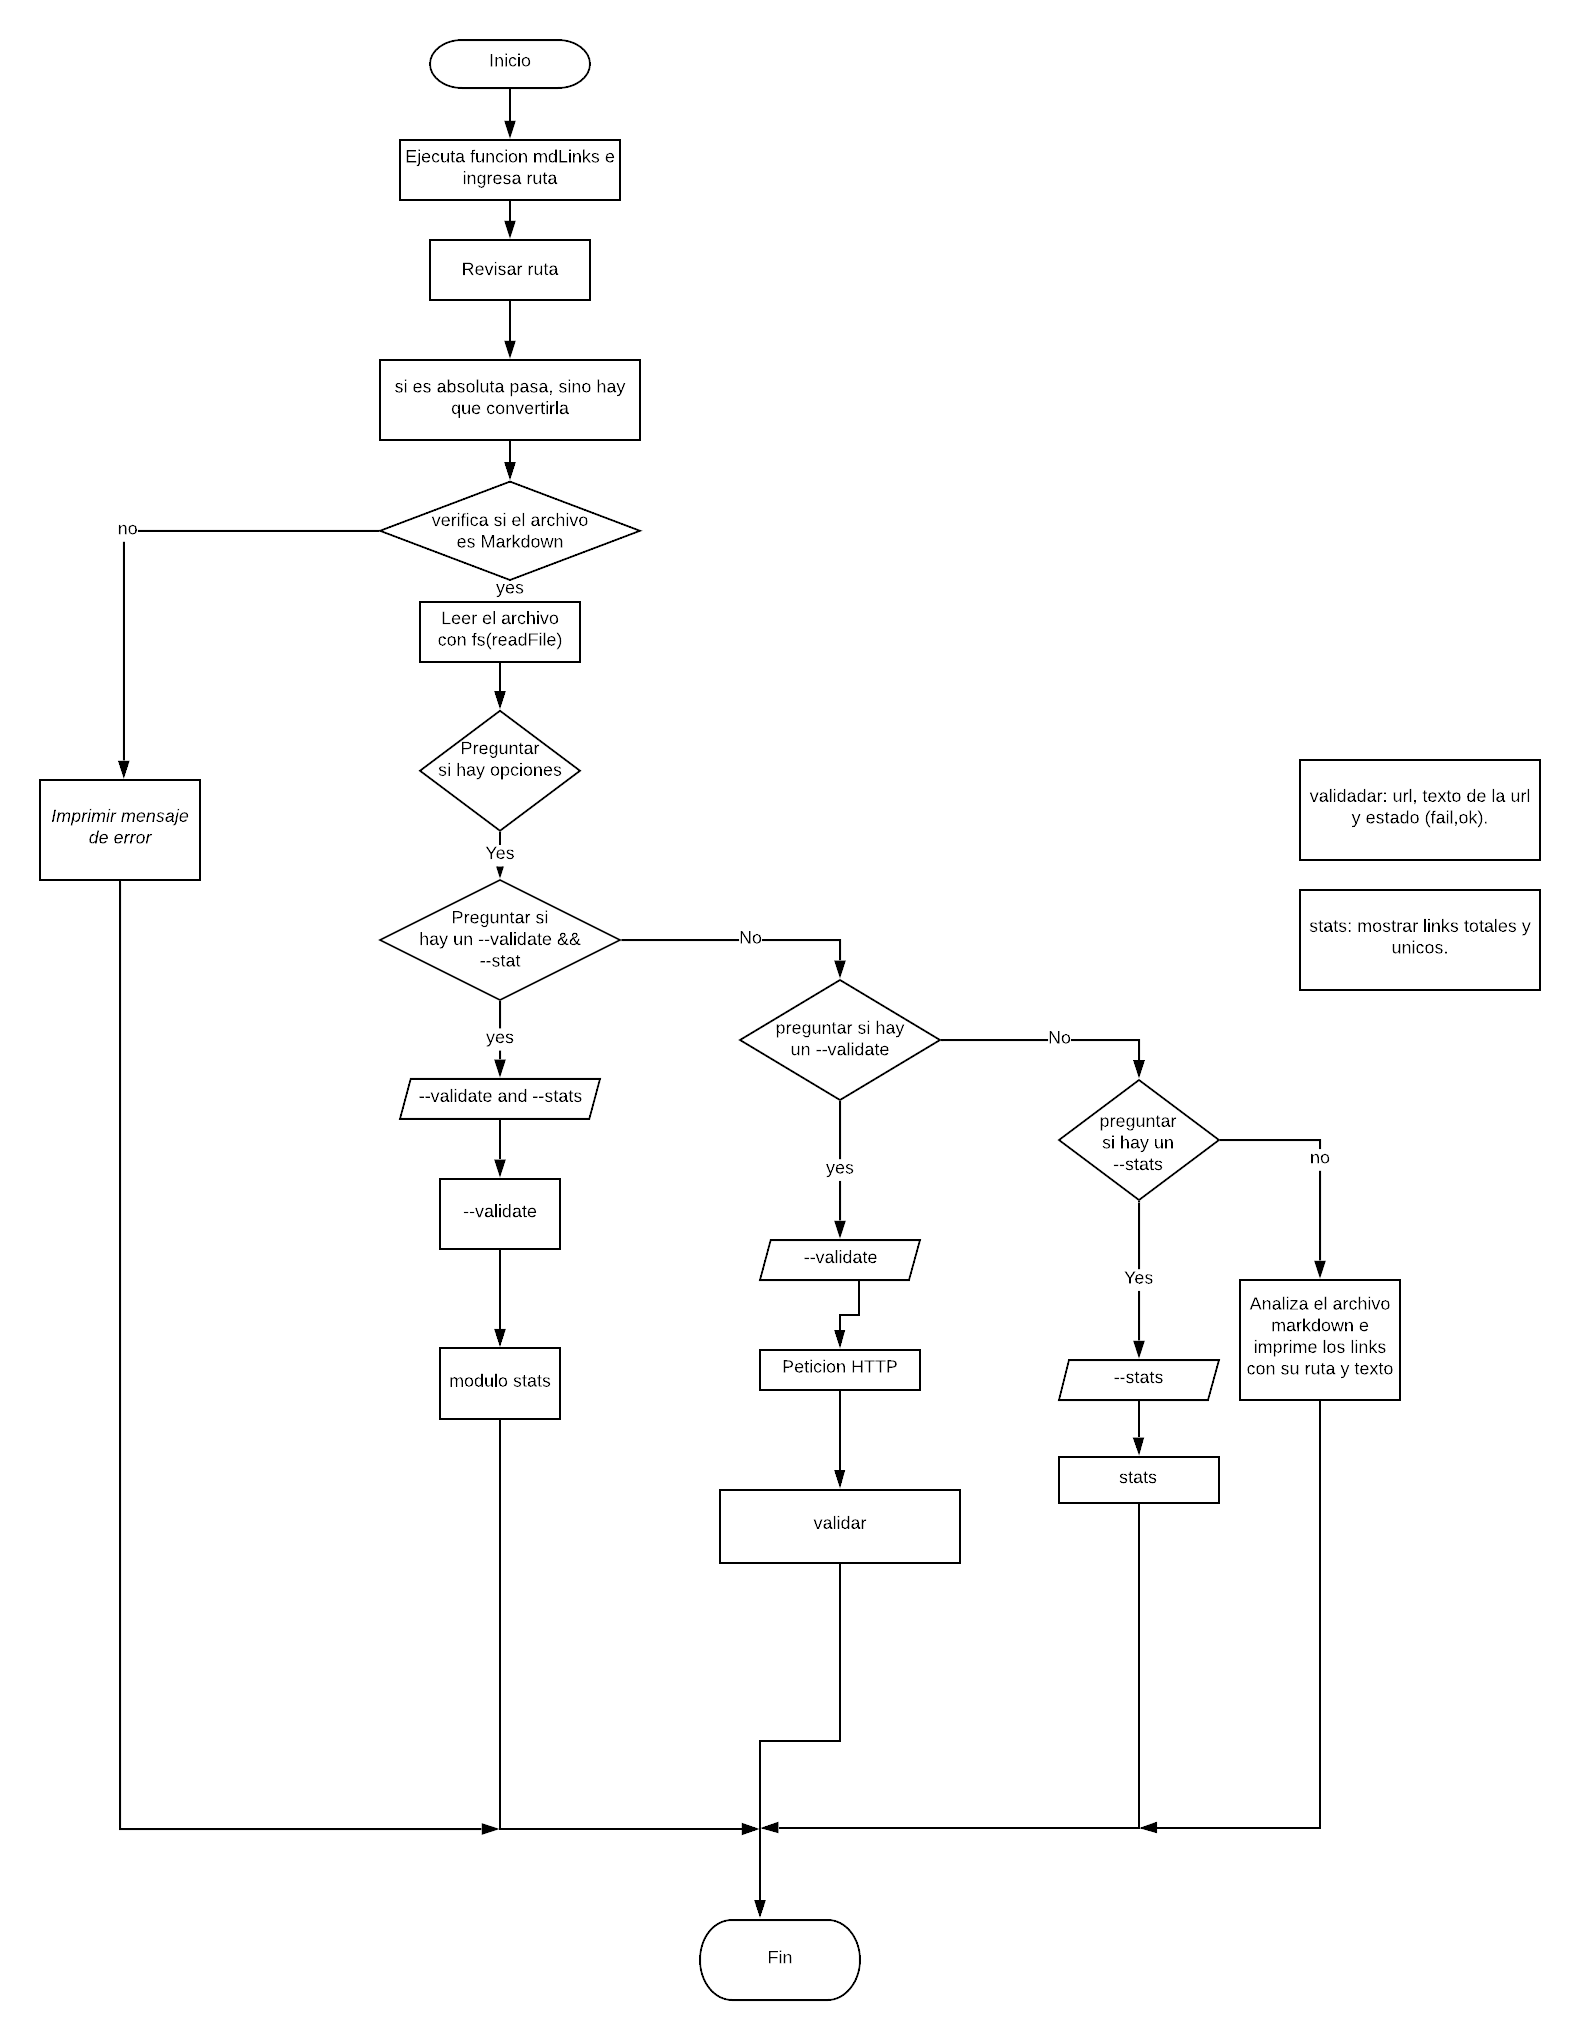 Inicio
Ejecuta funcion mdLinks e
ingresa ruta
Revisar ruta
si es absoluta pasa, sino hay
que convertirla
verifica si el archivo
es Markdown
no
yes
Leer el archivo
con fs(readFile)
Preguntar
si hay opciones
Imprimir mensaje
de error
validadar: url, texto de la url
y estado (fail,ok).
Yes
Preguntar si
hay un --validate &&
--stat
No
stats: mostrar links totales y
unicos.
yes
preguntar si hay
un --validate
No
--validate and --stats
preguntar
si hay un
--stats
no
yes
--validate
--validate
Yes
Analiza el archivo
markdown e
imprime los links
con su ruta y texto
modulo stats
Peticion HTTP
--stats
stats
validar
Fin